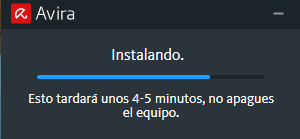 Avira
Instalando.
Esto tardará unos 4-5 minutos, no apagues
el equipo.